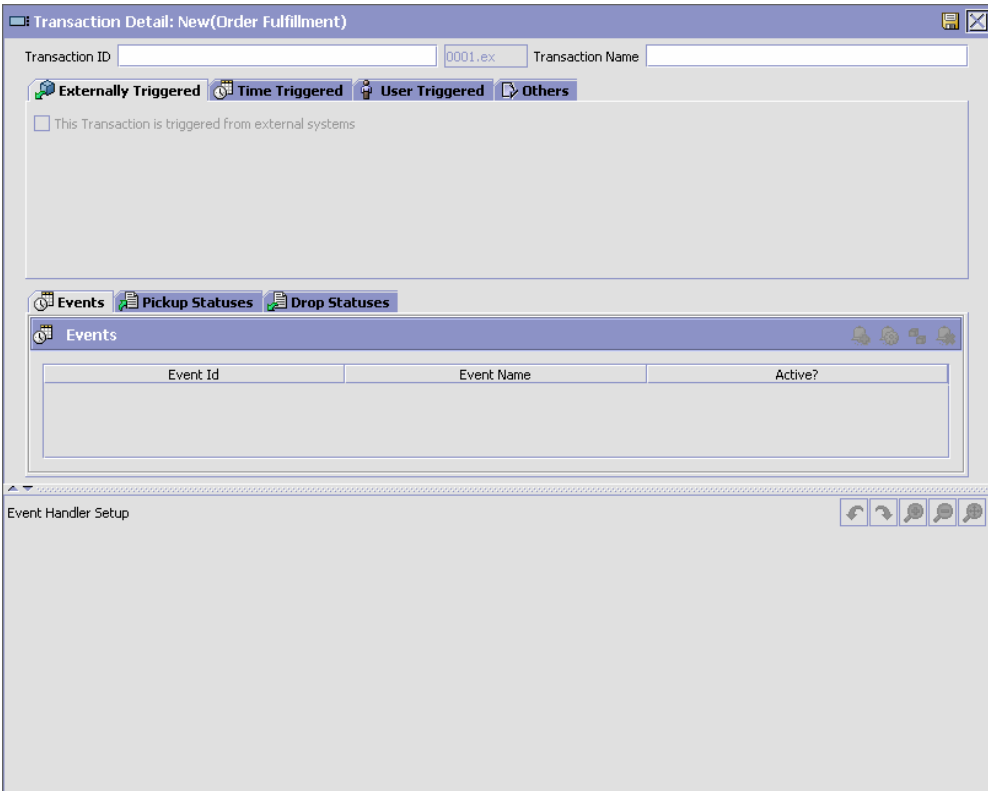 Transaction Detail: New(Order Fulfillment)
Transaction ID 0001.ex Transaction Name
Externally Triggered Time Triggered User Triggered Others
This Transaction is triggered from external systems
Events Pickup Statuses Drop Statuses
Events
Event Id Event Name Active?
Event Handler Setup